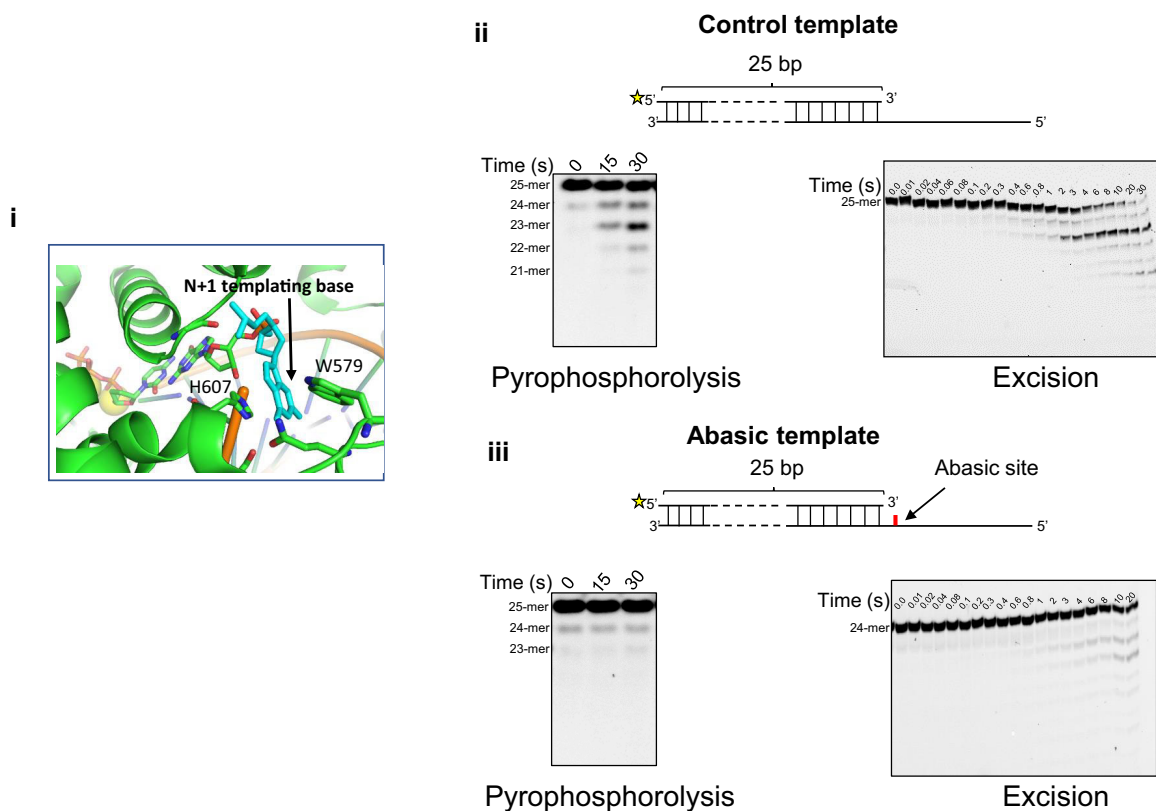 i
N+1 templating base
W579
H607
ii
Control template
25 bp
5’ 3’
3’ 5’
Time (s) 0 15 30
25-mer
24-mer
23-mer
22-mer
21-mer
Pyrophosphorolysis
Time (s) 0.0 0.01 0.02 0.04 0.06 0.08 0.1 0.2 0.3 0.4 0.6 0.8 1 2 3 4 6 8 10 20 30
25-mer
Excision
iii
Abasic template
25 bp
Abasic site
5’ 3’
3’ 5’
Time (s) 0 15 30
25-mer
24-mer
23-mer
Pyrophosphorolysis
Time (s) 0.0 0.01 0.02 0.04 0.08 0.1 0.2 0.3 0.4 0.6 0.8 1 2 3 4 6 8 10 20
24-mer
Excision